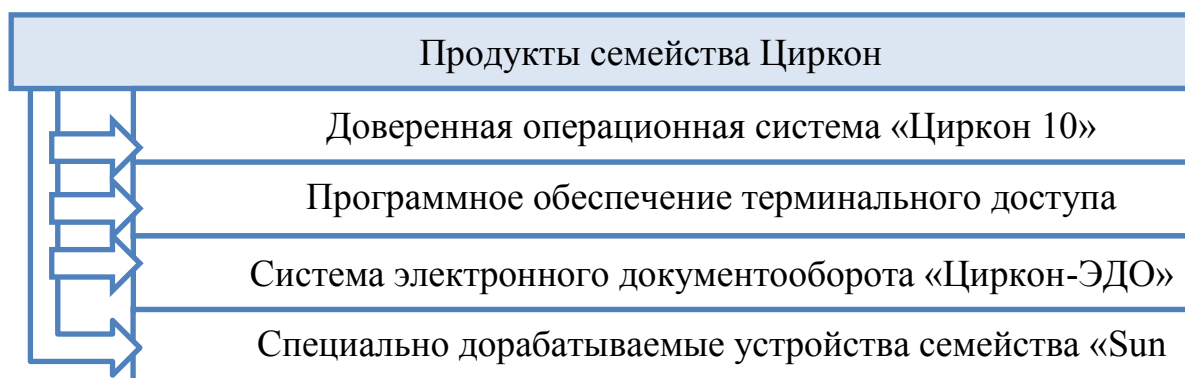 Продукты семейства Циркон
Доверенная операционная система «Циркон 10»
Программное обеспечение терминального доступа
Система электронного документооборота «Циркон-ЭДО»
Специально дорабатываемые устройства семейства «Sun